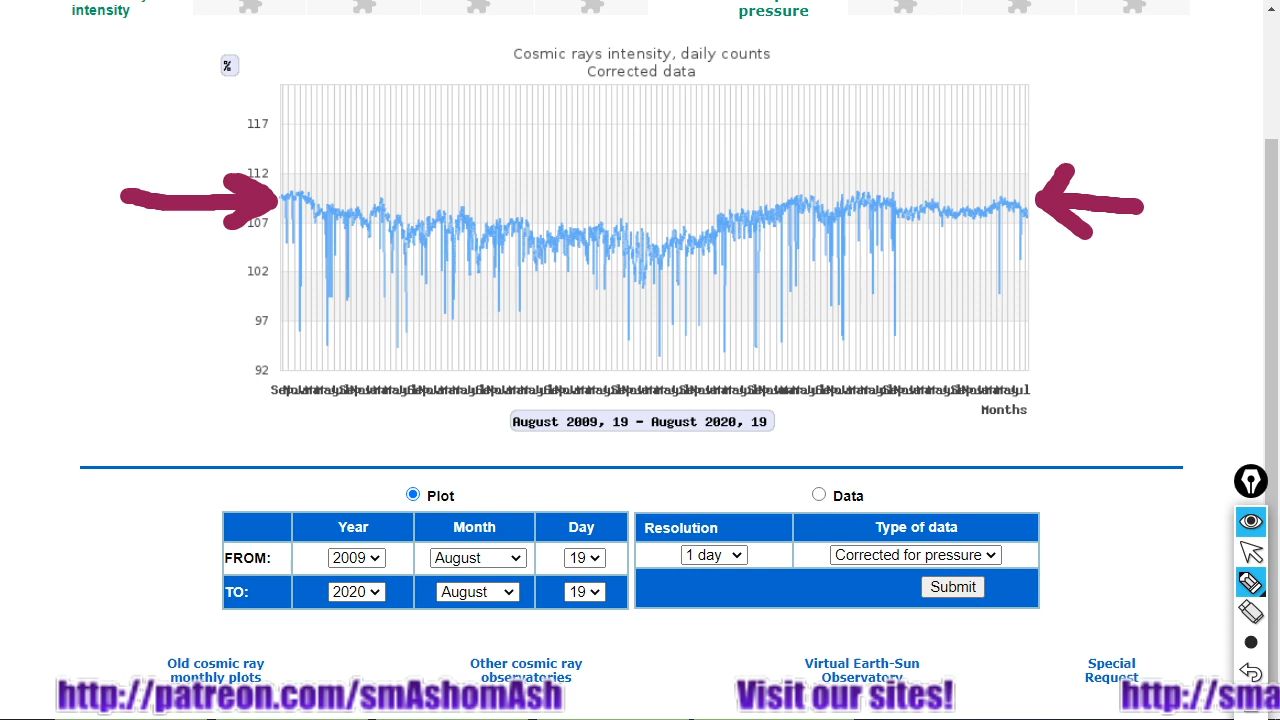 intensity
pressure
Cosmic rays intensity, daily counts
Corrected data
%
117
112
107
102
97
92
Months
August 2009, 19 - August 2020, 19
Plot
Data
Year Month Day
Resolution Type of data
FROM: 2009 August 19
1 day Corrected for pressure
TO: 2020 August 19
Submit
Old cosmic ray
monthly plots
Other cosmic ray
observatories
Virtual Earth-Sun
Observatory
Special
Request
http://patreon.com/smAshomAsh Visit our sites! http://sma